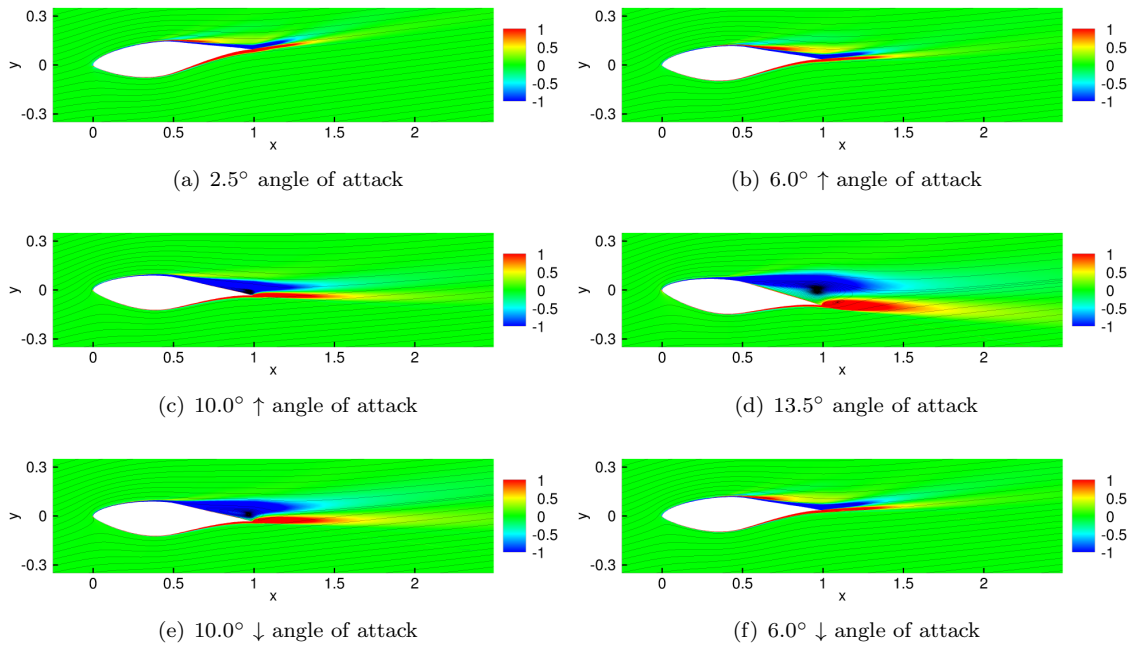 0.3
0
-0.3
y
0 0.5 1 1.5 2
x
1
0.5
0
-0.5
-1
(a) 2.5° angle of attack
0.3
0
-0.3
y
0 0.5 1 1.5 2
x
1
0.5
0
-0.5
-1
(b) 6.0° ↑ angle of attack
0.3
0
-0.3
y
0 0.5 1 1.5 2
x
1
0.5
0
-0.5
-1
(c) 10.0° ↑ angle of attack
0.3
0
-0.3
y
0 0.5 1 1.5 2
x
1
0.5
0
-0.5
-1
(d) 13.5° angle of attack
0.3
0
-0.3
y
0 0.5 1 1.5 2
x
1
0.5
0
-0.5
-1
(e) 10.0° ↓ angle of attack
0.3
0
-0.3
y
0 0.5 1 1.5 2
x
1
0.5
0
-0.5
-1
(f) 6.0° ↓ angle of attack